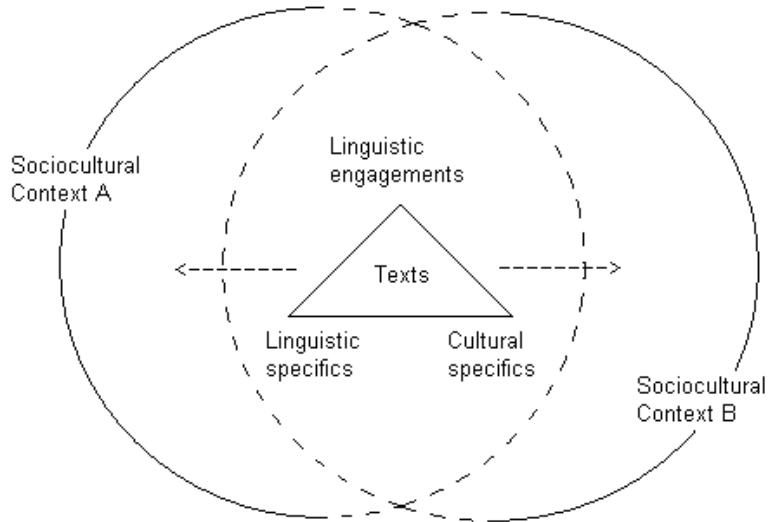 Linguistic
engagements
Sociocultural
Context A
Texts
Linguistic
specifics
Cultural
specifics
Sociocultural
Context B